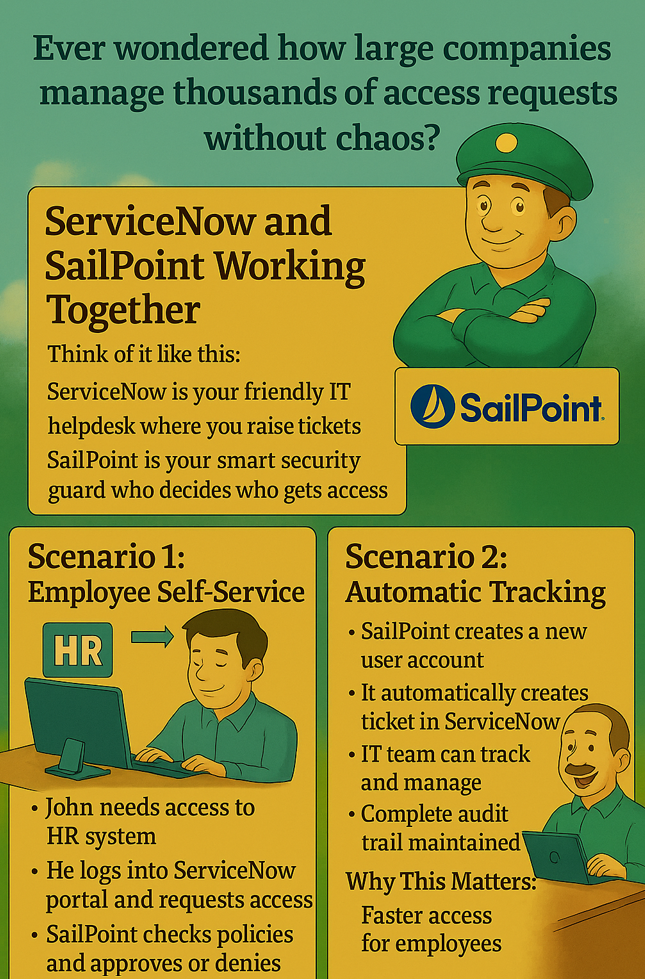 Ever wondered how large companies
manage thousands of access requests
without chaos?
ServiceNow and
SailPoint Working
Together
Think of it like this:
ServiceNow is your friendly IT
helpdesk where you raise tickets
SailPoint is your smart security
guard who decides who gets access
SailPoint.
Scenario 1:
Employee Self-Service
HR
• John needs access to
HR system
• He logs into ServiceNow
portal and requests access
• SailPoint checks policies
and approves or denies
Scenario 2:
Automatic Tracking
• SailPoint creates a new
user account
• It automatically creates
ticket in ServiceNow
• IT team can track
and manage
• Complete audit
trail maintained
Why This Matters:
Faster access
for employees